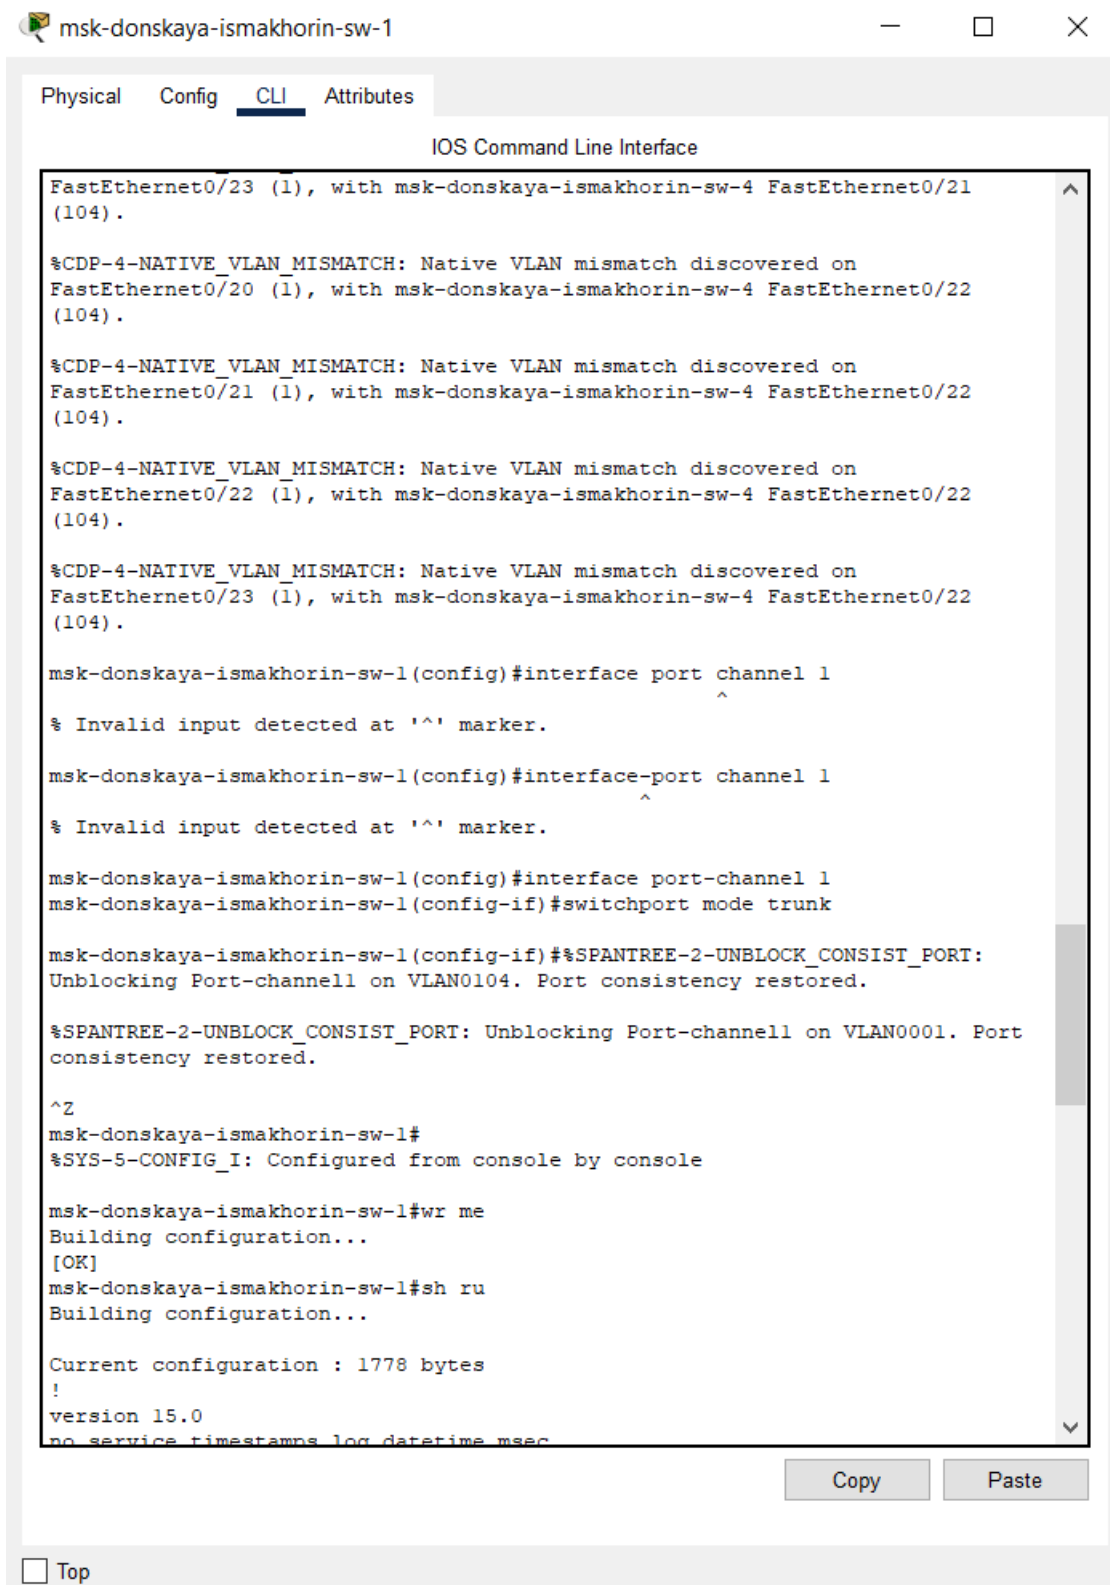 msk-donskaya-ismakhorin-sw-1
Physical Config CLI Attributes
IOS Command Line Interface
FastEthernet0/23 (1), with msk-donskaya-ismakhorin-sw-4 FastEthernet0/21
(104).
%CDP-4-NATIVE_VLAN_MISMATCH: Native VLAN mismatch discovered on
FastEthernet0/20 (1), with msk-donskaya-ismakhorin-sw-4 FastEthernet0/22
(104).
%CDP-4-NATIVE_VLAN_MISMATCH: Native VLAN mismatch discovered on
FastEthernet0/21 (1), with msk-donskaya-ismakhorin-sw-4 FastEthernet0/22
(104).
%CDP-4-NATIVE_VLAN_MISMATCH: Native VLAN mismatch discovered on
FastEthernet0/22 (1), with msk-donskaya-ismakhorin-sw-4 FastEthernet0/22
(104).
%CDP-4-NATIVE_VLAN_MISMATCH: Native VLAN mismatch discovered on
FastEthernet0/23 (1), with msk-donskaya-ismakhorin-sw-4 FastEthernet0/22
(104).
msk-donskaya-ismakhorin-sw-1(config)#interface port channel 1
^
% Invalid input detected at '^' marker.
msk-donskaya-ismakhorin-sw-1(config)#interface-port channel 1
^
% Invalid input detected at '^' marker.
msk-donskaya-ismakhorin-sw-1(config)#interface port-channel 1
msk-donskaya-ismakhorin-sw-1(config-if)#switchport mode trunk
msk-donskaya-ismakhorin-sw-1(config-if)#%SPANTREE-2-UNBLOCK_CONSIST_PORT:
Unblocking Port-channel1 on VLAN0104. Port consistency restored.
%SPANTREE-2-UNBLOCK_CONSIST_PORT: Unblocking Port-channel1 on VLAN0001. Port
consistency restored.
^Z
msk-donskaya-ismakhorin-sw-1#
%SYS-5-CONFIG_I: Configured from console by console
msk-donskaya-ismakhorin-sw-1#wr me
Building configuration...
[OK]
msk-donskaya-ismakhorin-sw-1#sh ru
Building configuration...
Current configuration : 1778 bytes
!
version 15.0
no service timestamps log datetime msec
Copy Paste
Top